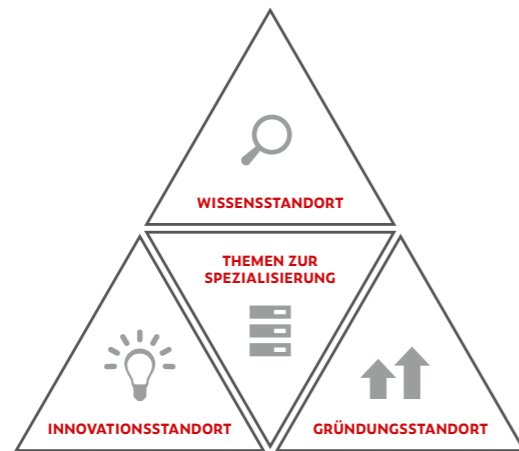 WISSENSSTANDORT
THEMEN ZUR
SPEZIALISIERUNG
INNOVATIONSSTANDORT
GRÜNDUNGSSTANDORT